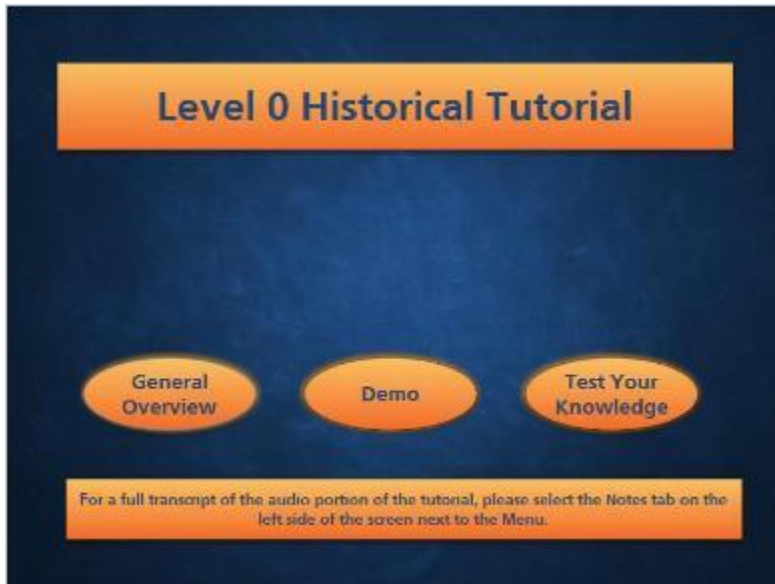 Level 0 Historical Tutorial
General
Overview
Demo
Test Your
Knowledge
For a full transcript of the audio portion of the tutorial, please select the Notes tab on the
left side of the screen next to the Menu.